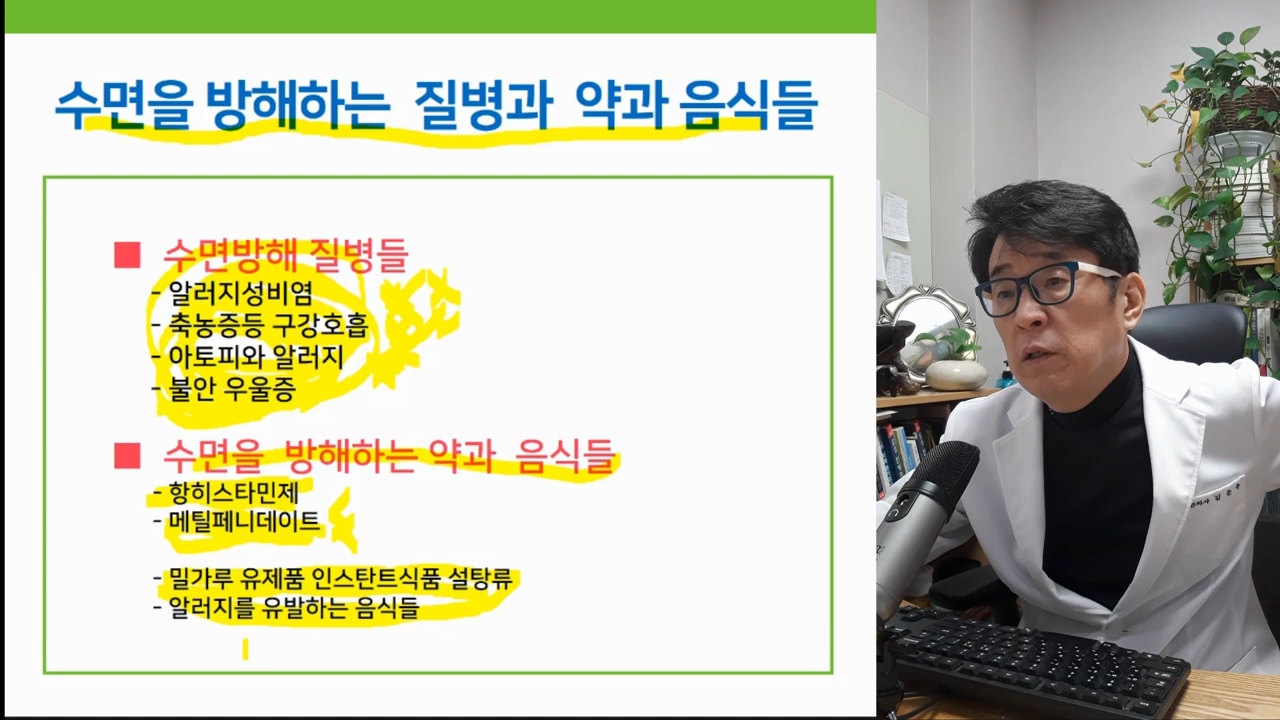 수면을 방해하는 질병과 약과 음식들
■ 수면방해 질병들
- 알러지성비염
- 축농증등 구강호흡
- 아토피와 알러지
- 불안 우울증
■ 수면을 방해하는 약과 음식들
- 항히스타민제
- 메틸페니데이트
- 밀가루 유제품 인스탄트식품 설탕류
- 알러지를 유발하는 음식들